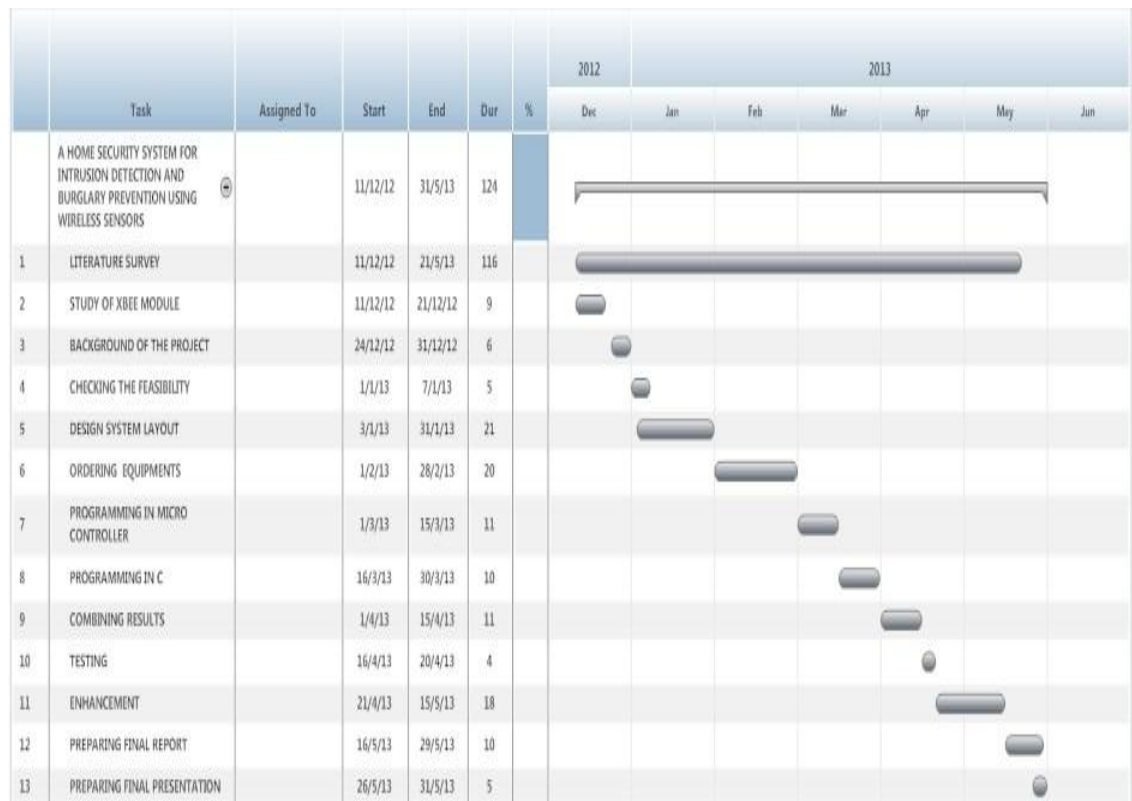 2012 2013
Task Assigned To Start End Dur % Dec Jan Feb Mar Apr May Jun
A HOME SECURITY SYSTEM FOR
INTRUSION DETECTION AND
BURGLARY PREVENTION USING
WIRELESS SENSORS
11/12/12 31/5/13 124
1 LITERATURE SURVEY 11/12/12 21/5/13 116
2 STUDY OF XBEE MODULE 11/12/12 21/12/12 9
3 BACKGROUND OF THE PROJECT 24/12/12 31/12/12 6
4 CHECKING THE FEASIBILITY 1/1/13 7/1/13 5
5 DESIGN SYSTEM LAYOUT 3/1/13 31/1/13 21
6 ORDERING EQUIPMENTS 1/2/13 28/2/13 20
7 PROGRAMMING IN MICRO
CONTROLLER
1/3/13 15/3/13 11
8 PROGRAMMING IN C 16/3/13 30/3/13 10
9 COMBINING RESULTS 1/4/13 15/4/13 11
10 TESTING 16/4/13 20/4/13 4
11 ENHANCEMENT 21/4/13 15/5/13 18
12 PREPARING FINAL REPORT 16/5/13 29/5/13 10
13 PREPARING FINAL PRESENTATION 26/5/13 31/5/13 5